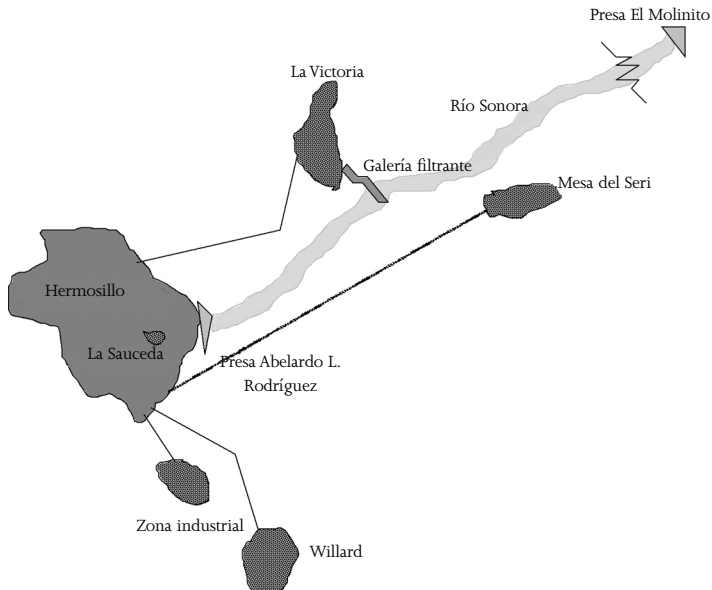 Presa El Molinito
La Victoria
Río Sonora
Galería filtrante
Mesa del Seri
Hermosillo
La Sauceda
Presa Abelardo L.
Rodríguez
Zona industrial
Willard